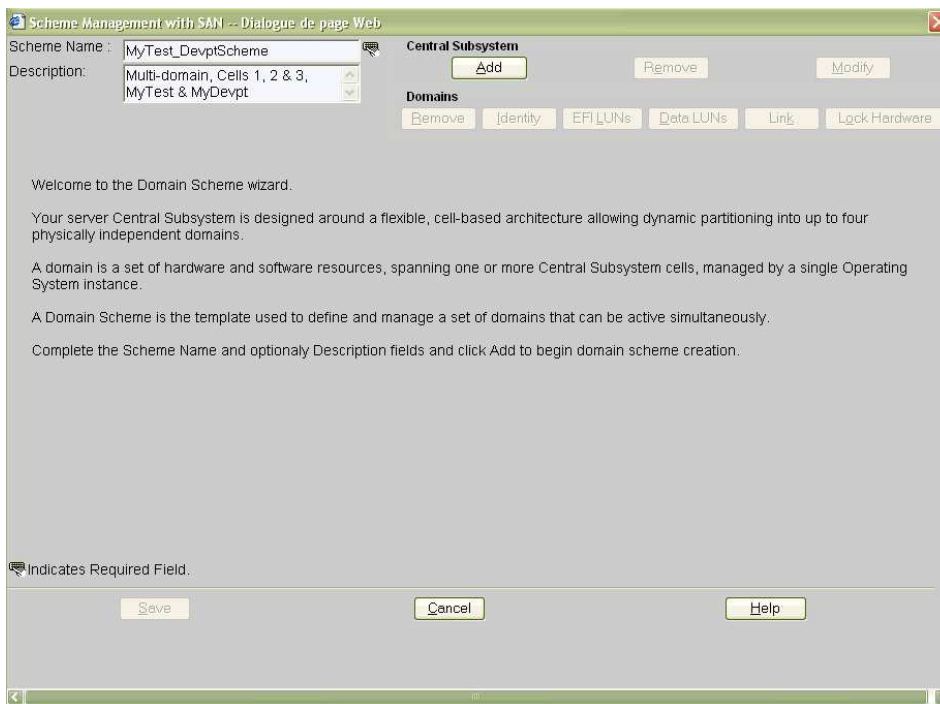 Scheme Management with SAN -- Dialogue de page Web
Scheme Name :
MyTest_DevptScheme
Description:
Multi-domain, Cells 1, 2 & 3,
MyTest & MyDevpt
Central Subsystem
Add Remove Modify
Domains
Remove Identity EFI LUNs Data LUNs Link Lock Hardware
Welcome to the Domain Scheme wizard.
Your server Central Subsystem is designed around a flexible, cell-based architecture allowing dynamic partitioning into up to four
physically independent domains.
A domain is a set of hardware and software resources, spanning one or more Central Subsystem cells, managed by a single Operating
System instance.
A Domain Scheme is the template used to define and manage a set of domains that can be active simultaneously.
Complete the Scheme Name and optionaly Description fields and click Add to begin domain scheme creation.
Indicates Required Field.
Save Cancel Help